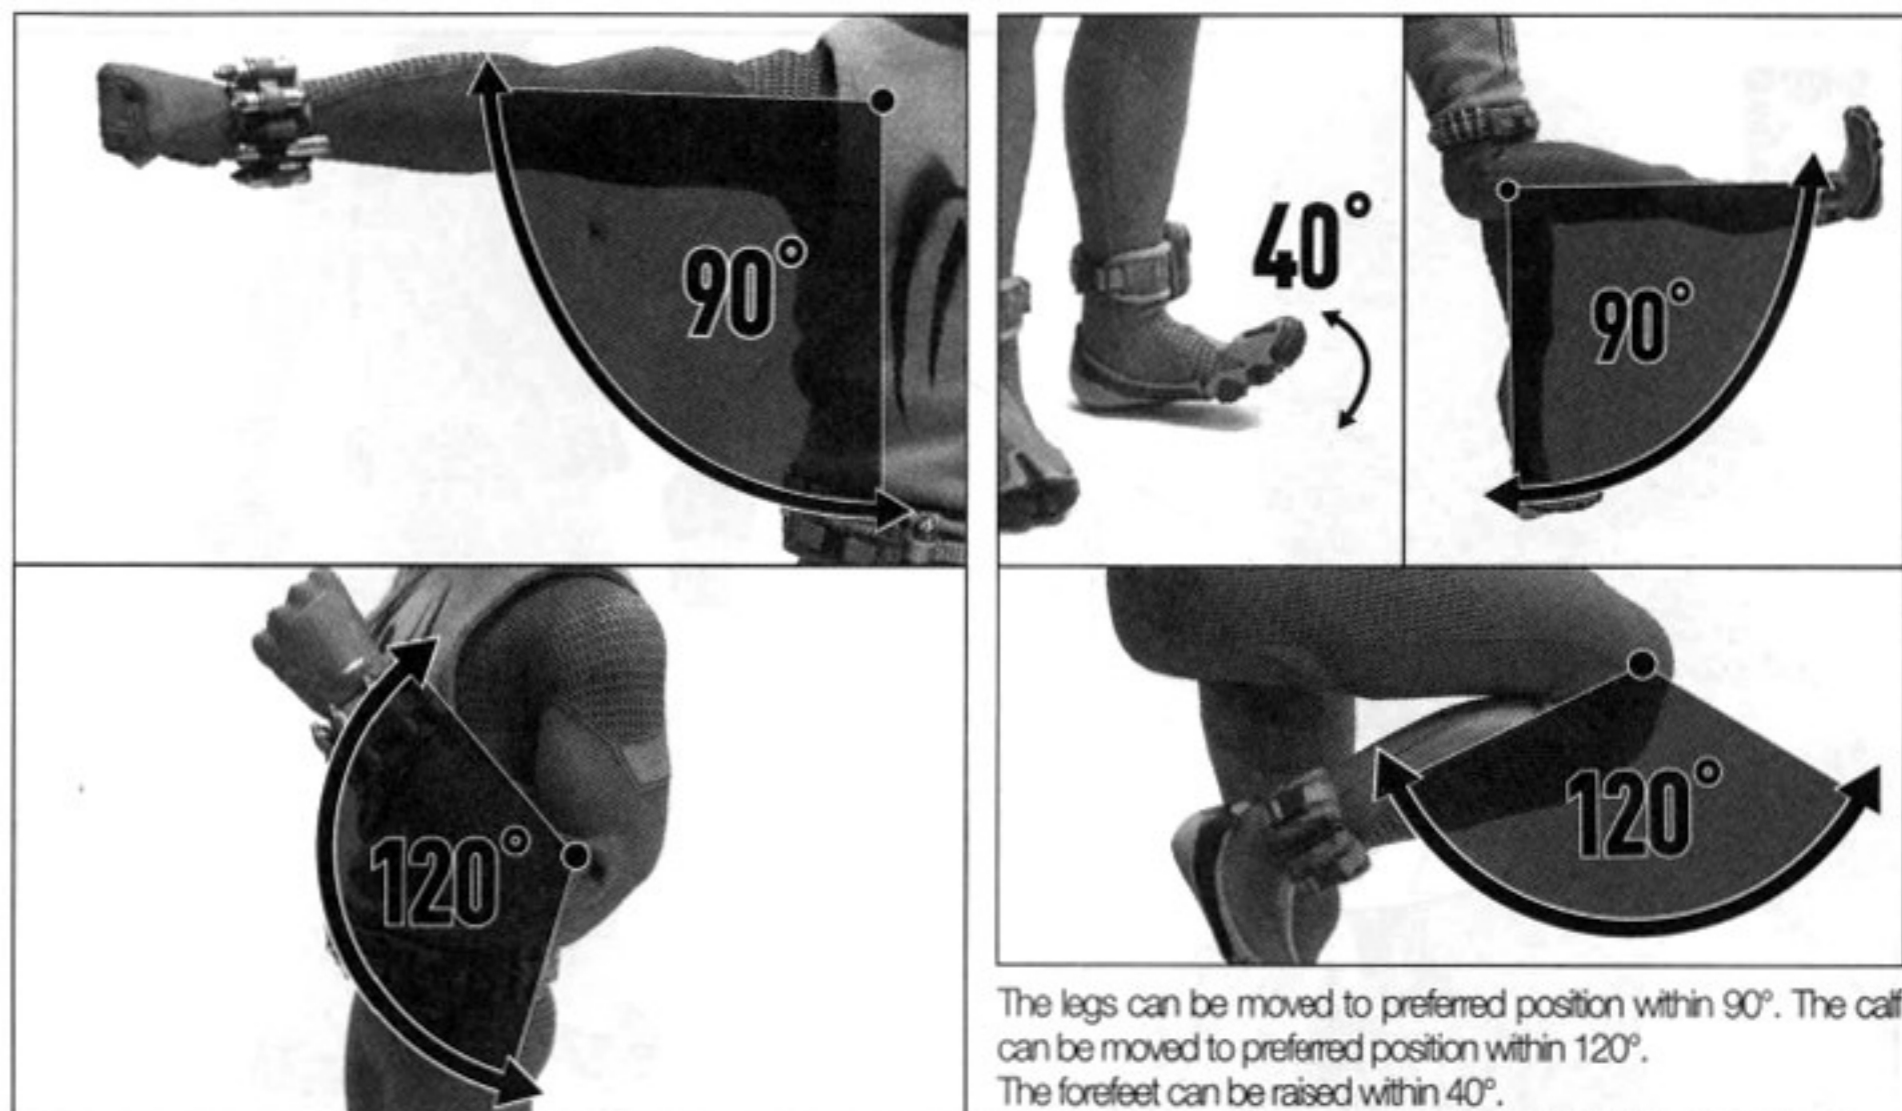 90°
40°
90°
120°
120°
The legs can be moved to preferred position within 90°. The calf
can be moved to preferred position within 120°.
The forefeet can be raised within 40°.